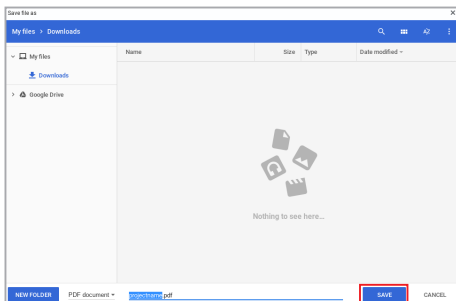 Save file as
My files > Downloads
AZ
My files
Name Size Type Date modified
Downloads
Google Drive
Nothing to see here...
NEW FOLDER PDF document projectname.pdf SAVE CANCEL